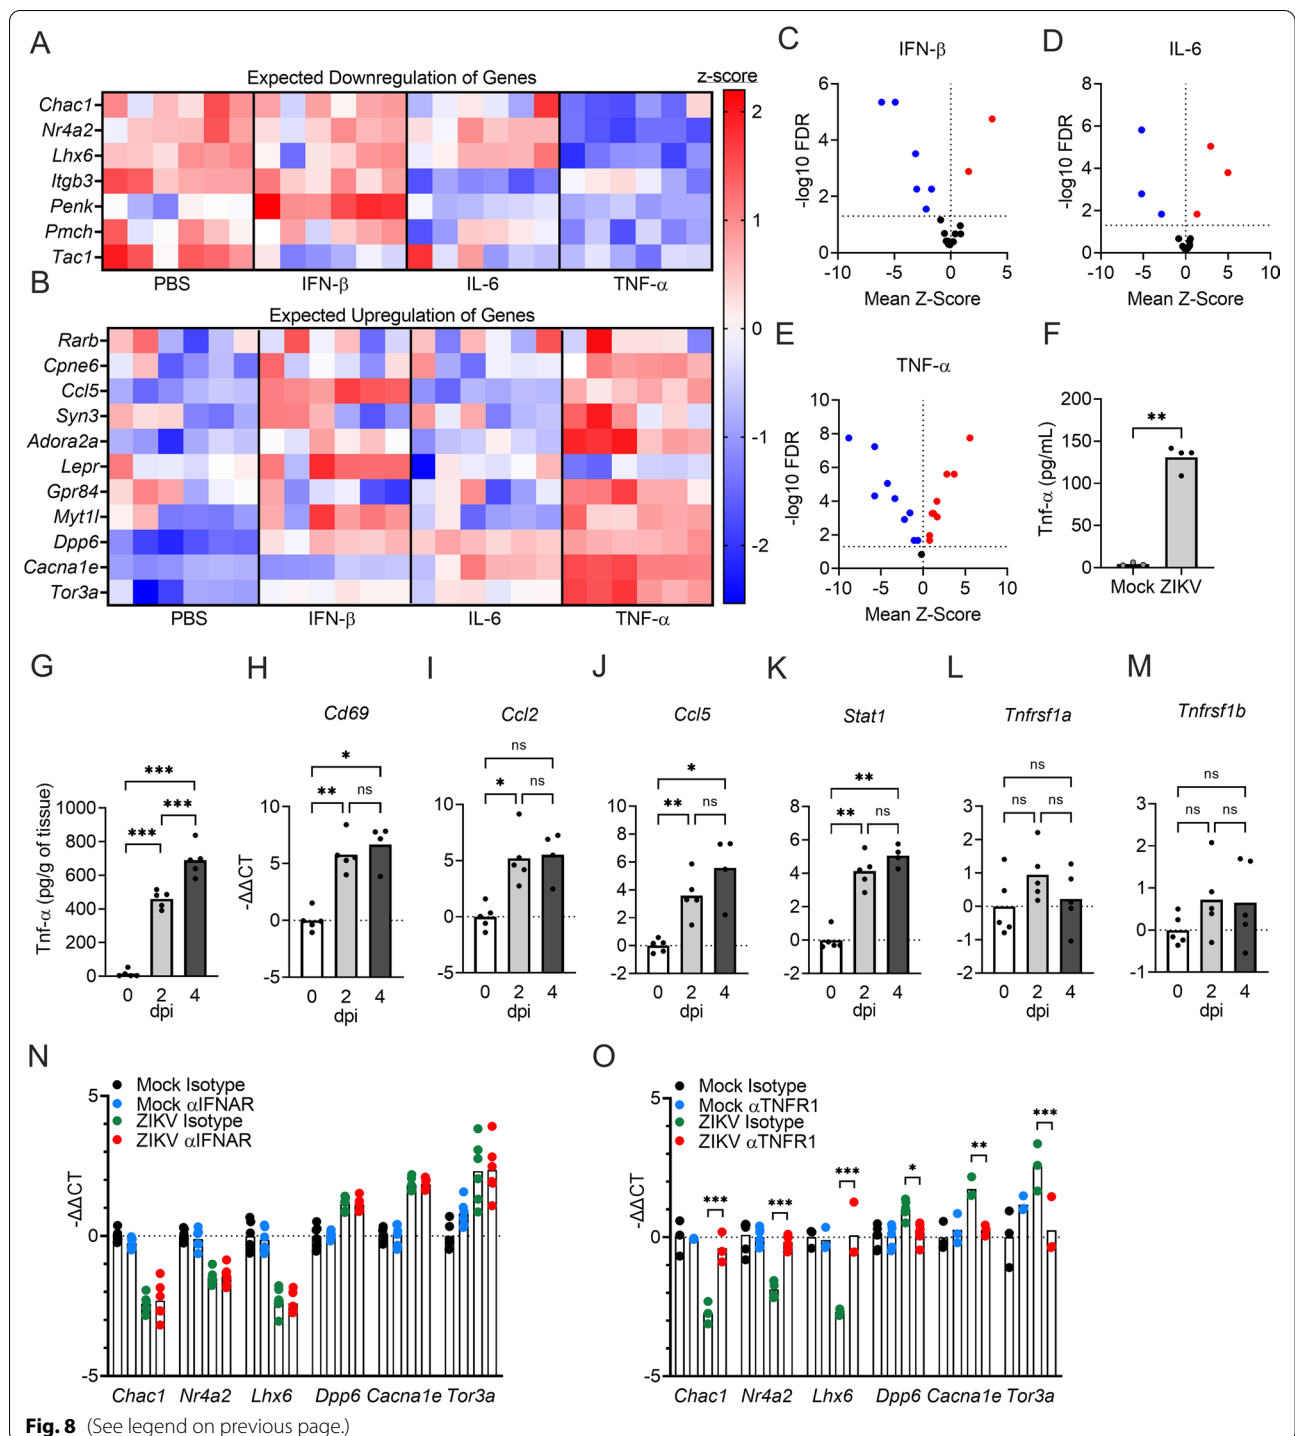 A
Expected Downregulation of Genes
z-score
Chac1
Nr4a2
Lhx6
Itgb3
Penk
Pmch
Tac1
PBS IFN-β IL-6 TNF-α
2
1
0
-1
-2
B
Expected Upregulation of Genes
Rarb
Cpne6
Ccl5
Syn3
Adora2a
Lepr
Gpr84
Myt1l
Dpp6
Cacna1e
Tor3a
PBS IFN-β IL-6 TNF-α
C
IFN-β
-log10 FDR
6
4
2
0
-10 -5 0 5
Mean Z-Score
D
IL-6
-log10 FDR
8
6
4
2
0
-10 -5 0 5 10
Mean Z-Score
E
TNF-α
-log10 FDR
10
8
6
4
2
0
-10 -5 0 5 10
Mean Z-Score
F
Tnf-α (pg/mL)
200
150
100
50
0
**
Mock ZIKV
G
Tnf-α (pg/g of tissue)
1000
800
600
400
200
0
***
***
***
0 2 4
dpi
H
Cd69
-ΔΔCT
10
5
0
-5
*
** ns
0 2 4
dpi
I
Ccl2
10
5
0
-5
ns
* ns
0 2 4
dpi
J
Ccl5
10
8
6
4
2
0
-2
*
** ns
0 2 4
dpi
K
Stat1
8
6
4
2
0
-2
**
** ns
0 2 4
dpi
L
Tnfrsf1a
3
2
1
0
-1
-2
ns
ns ns
0 2 4
dpi
M
Tnfrsf1b
3
2
1
0
-1
ns
ns ns
0 2 4
dpi
N
Mock Isotype
Mock αIFNAR
ZIKV Isotype
ZIKV αIFNAR
-ΔΔCT
5
0
-5
Chac1 Nr4a2 Lhx6 Dpp6 Cacna1e Tor3a
O
Mock Isotype
Mock αTNFR1
ZIKV Isotype
ZIKV αTNFR1
-ΔΔCT
5
0
-5
*** *** *** * ** ***
Chac1 Nr4a2 Lhx6 Dpp6 Cacna1e Tor3a
Fig. 8 (See legend on previous page.)